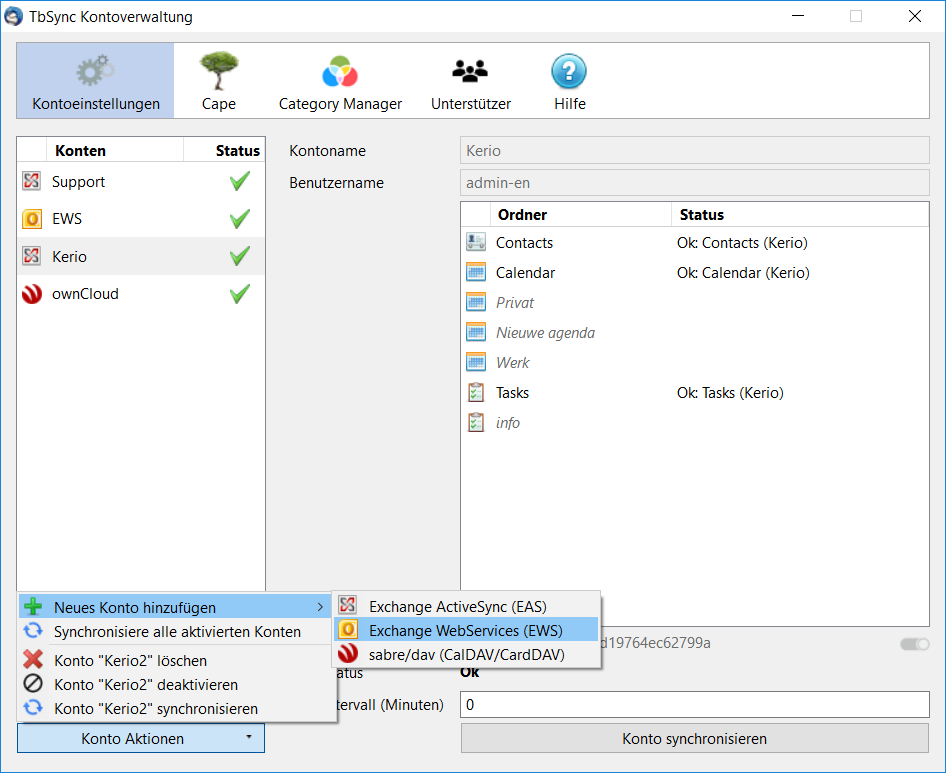 TbSync Kontoverwaltung
Kontoeinstellungen Cape Category Manager Unterstützer Hilfe
Konten Status
Support
EWS
Kerio
ownCloud
Kontoname Kerio
Benutzername admin-en
Ordner Status
Contacts Ok: Contacts (Kerio)
Calendar Ok: Calendar (Kerio)
Privat
Nieuwe agenda
Werk
Tasks Ok: Tasks (Kerio)
info
Neues Konto hinzufügen
Synchronisiere alle aktivierten Konten
Konto "Kerio2" löschen
Konto "Kerio2" deaktivieren
Konto "Kerio2" synchronisieren
Exchange ActiveSync (EAS)
Exchange WebServices (EWS)
sabre/dav (CalDAV/CardDAV)
d19764ec62799a
atus Ok
tervall (Minuten) 0
Konto Aktionen
Konto synchronisieren